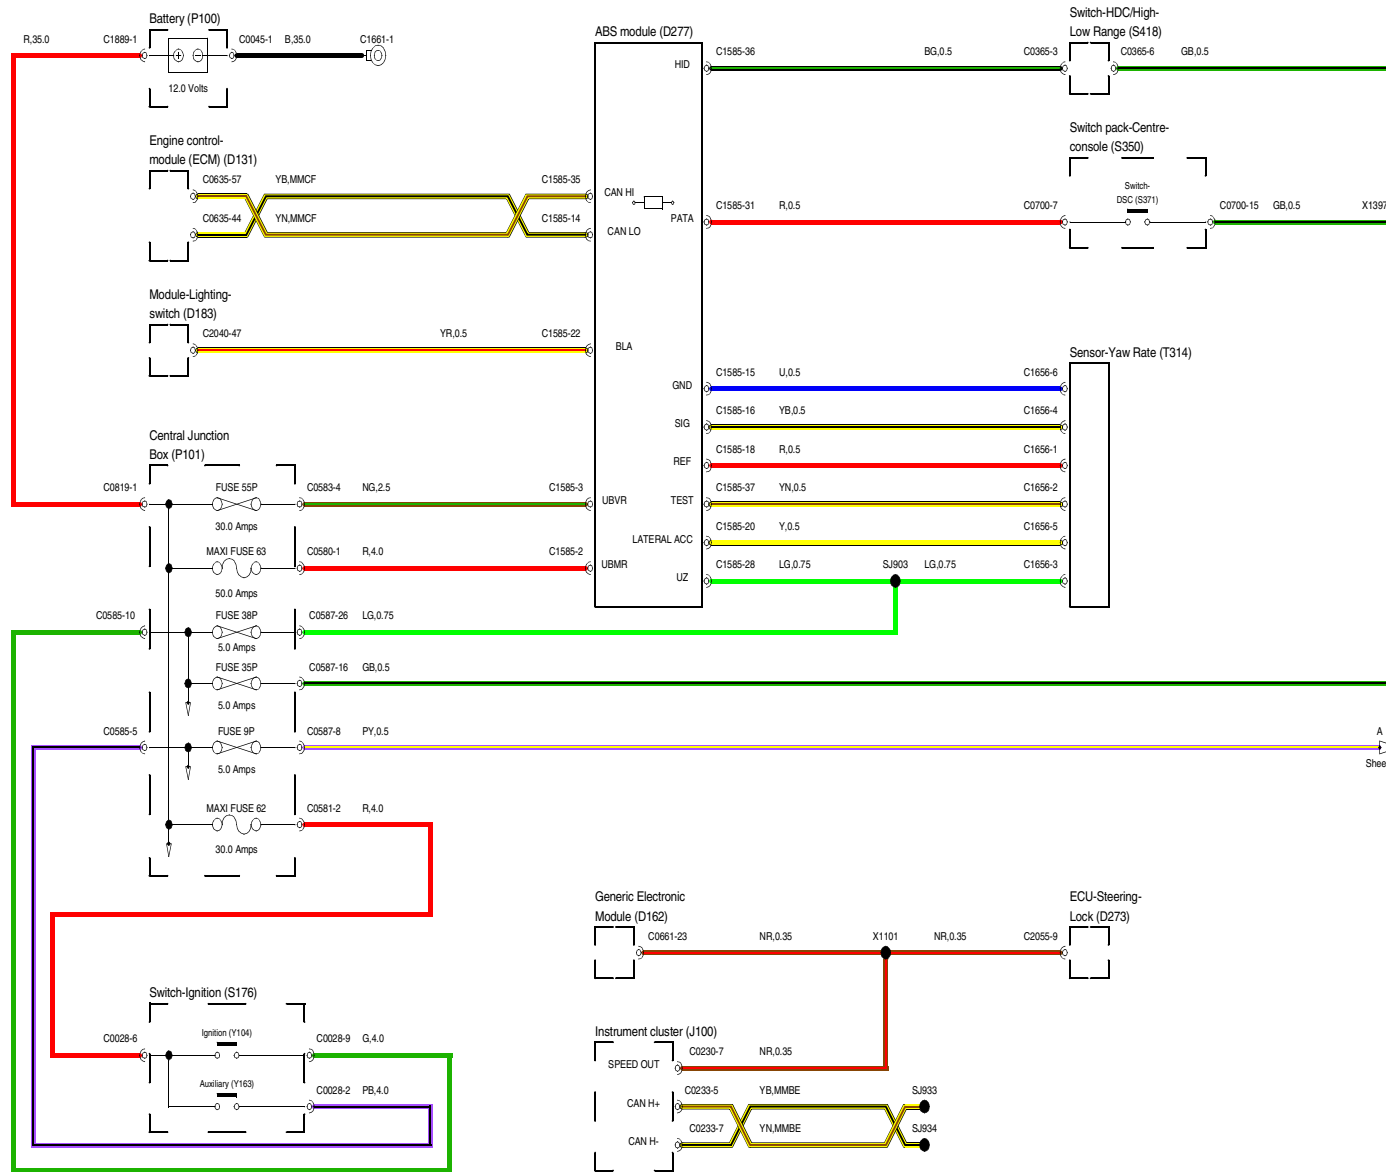 Battery (P100)
R,35.0 C1889-1 C0045-1 B,35.0 C1661-1
12.0 Volts
Engine control-
module (ECM) (D131)
C0635-57 YB,MMCF C1585-35
C0635-44 YN,MMCF C1585-14
Module-Lighting-
switch (D183)
C2040-47 YR,0.5 C1585-22
ABS module (D277)
HID
CAN HI
PATA
CAN LO
BLA
GND
SIG
REF
UBVR TEST
LATERAL ACC
UBMR
UZ
Switch-HDC/High-
Low Range (S418)
C1585-36 BG,0.5 C0365-3 C0365-6 GB,0.5
Switch pack-Centre-
console (S350)
Switch-
DSC (S371)
C1585-31 R,0.5 C0700-7 C0700-15 GB,0.5 X1397
Sensor-Yaw Rate (T314)
C1585-15 U,0.5 C1656-6
C1585-16 YB,0.5 C1656-4
C1585-18 R,0.5 C1656-1
C1585-37 YN,0.5 C1656-2
C1585-20 Y,0.5 C1656-5
C1585-28 LG,0.75 SJ903 LG,0.75 C1656-3
Central Junction
Box (P101)
C0819-1 FUSE 55P C0583-4 NG,2.5 C1585-3
30.0 Amps
MAXI FUSE 63 C0580-1 R,4.0 C1585-2
50.0 Amps
C0585-10 FUSE 38P C0587-26 LG,0.75
5.0 Amps
FUSE 35P C0587-16 GB,0.5
5.0 Amps
C0585-5 FUSE 9P C0587-8 PY,0.5 A
5.0 Amps Shee
MAXI FUSE 62 C0581-2 R,4.0
30.0 Amps
Generic Electronic
Module (D162)
C0661-23 NR,0.35 X1101 NR,0.35 C2055-9
ECU-Steering-
Lock (D273)
Switch-Ignition (S176)
C0028-6 Ignition (Y104) C0028-9 G,4.0
Auxiliary (Y163) C0028-2 PB,4.0
Instrument cluster (J100)
SPEED OUT C0230-7 NR,0.35
CAN H+ C0233-5 YB,MMBE SJ933
CAN H- C0233-7 YN,MMBE SJ934